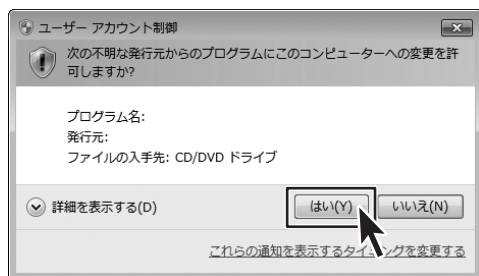 ユーザー アカウント制御
次の不明な発行元からのプログラムにこのコンピューターへの変更を許
可しますか?
プログラム名:
発行元:
ファイルの入手先: CD/DVD ドライブ
詳細を表示する(D)
はい(Y)
いいえ(N)
これらの通知を表示するタイミングを変更する